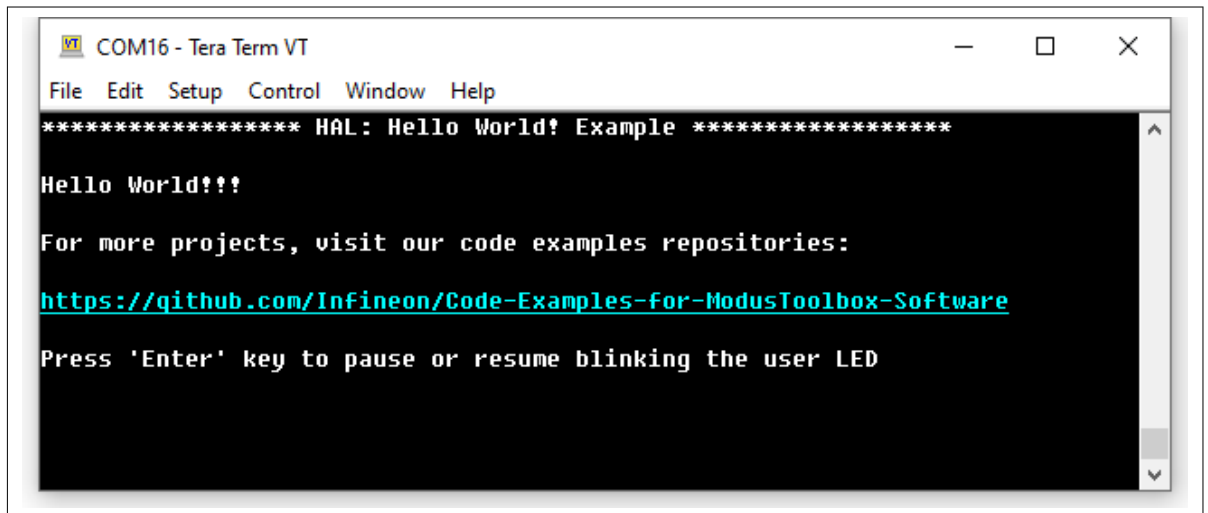 VT COM16 - Tera Term VT
File Edit Setup Control Window Help
****************** HAL: Hello World! Example ******************
Hello World!!!
For more projects, visit our code examples repositories:
https://github.com/Infineon/Code-Examples-for-ModusToolbox-Software
Press 'Enter' key to pause or resume blinking the user LED